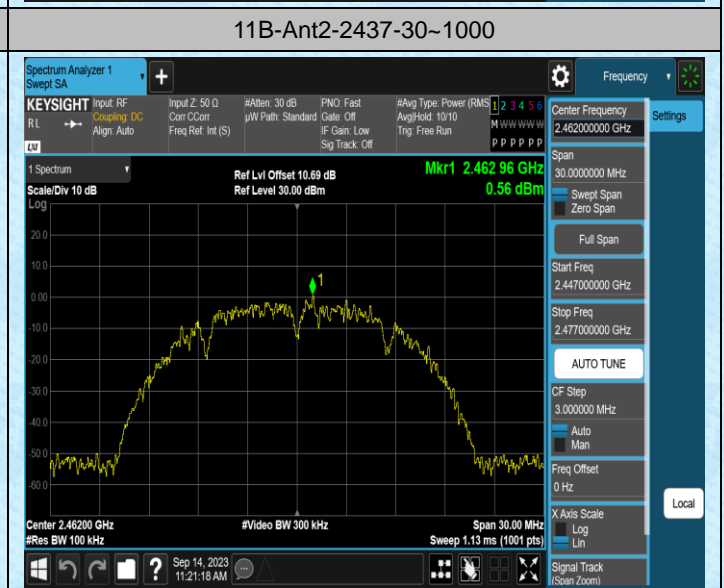 11B-Ant2-2437-30~1000
Spectrum Analyzer 1
Swept SA
+
Frequency
KEYSIGHT
RL
LXI
Input: RF
Coupling: DC
Align: Auto
Input Z: 50 Ω
Corr CCorr
Freq Ref: Int (S)
#Atten: 30 dB
µW Path: Standard
PNO: Fast
Gate: Off
IF Gain: Low
Sig Track: Off
#Avg Type: Power (RMS
Avg|Hold: 10/10
Trig: Free Run
1 2 3 4 5 6
M W W W W W
P P P P P P
1 Spectrum
Scale/Div 10 dB
Log
Ref Lvl Offset 10.69 dB
Ref Level 30.00 dBm
Mkr1 2.462 96 GHz
0.56 dBm
20.0
10.0
0.00
-10.0
-20.0
-30.0
-40.0
-50.0
-60.0
1
Center 2.46200 GHz
#Res BW 100 kHz
#Video BW 300 kHz
Span 30.00 MHz
Sweep 1.13 ms (1001 pts)
Center Frequency
2.462000000 GHz
Settings
Span
30.0000000 MHz
Swept Span
Zero Span
Full Span
Start Freq
2.447000000 GHz
Stop Freq
2.477000000 GHz
AUTO TUNE
CF Step
3.000000 MHz
Auto
Man
Freq Offset
0 Hz
X Axis Scale
Log
Lin
Local
Signal Track
(Span Zoom)
?
Sep 14, 2023
11:21:18 AM